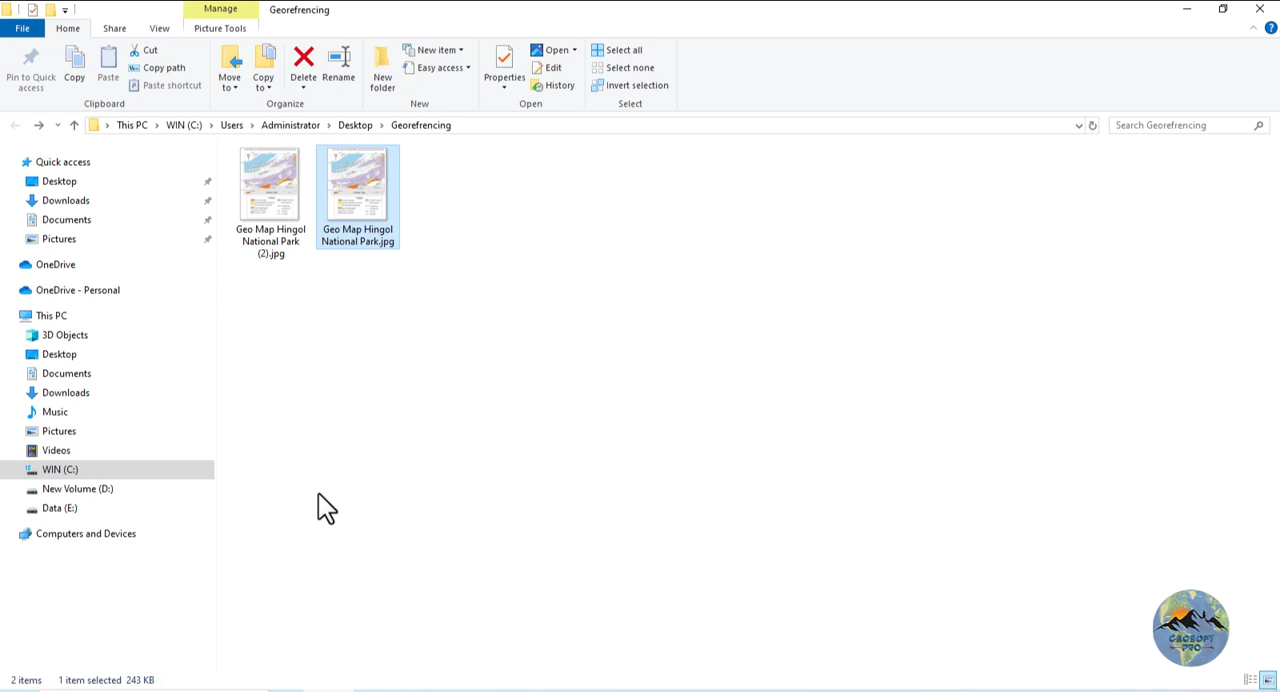 Manage
Georefrencing
File
Home
Share
View
Picture Tools
Pin to Quick access
Copy
Paste
Cut
Copy path
Paste shortcut
Clipboard
Move to
Copy to
Delete
Rename
Organize
New folder
New item
Easy access
New
Properties
Open
Edit
History
Open
Select all
Select none
Invert selection
Select
This PC
WIN (C:)
Users
Administrator
Desktop
Georefrencing
Search Georefrencing
Quick access
Desktop
Downloads
Documents
Pictures
OneDrive
OneDrive - Personal
This PC
3D Objects
Desktop
Documents
Downloads
Music
Pictures
Videos
WIN (C:)
New Volume (D:)
Data (E:)
Computers and Devices
Geo Map Hingol
National Park
(2).jpg
Geo Map Hingol
National Park.jpg
GEOSOFT
PRO
2 items
1 item selected 243 KB